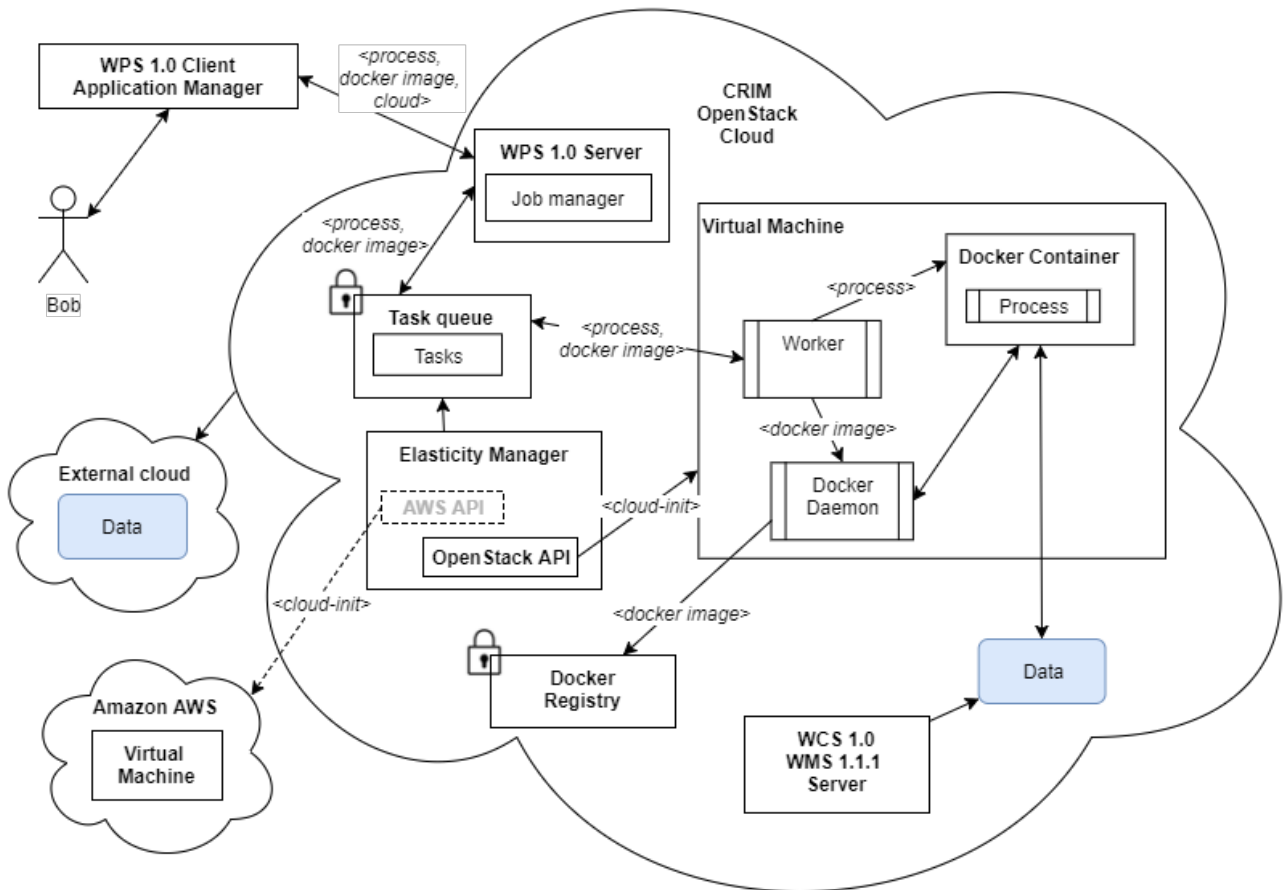 WPS 1.0 Client
Application Manager
<process,
docker image,
cloud>
CRIM
OpenStack
Cloud
WPS 1.0 Server
Job manager
Bob
<process,
docker image>
Virtual Machine
Docker Container
Process
<process>
Task queue
Tasks
<process,
docker image>
Worker
<docker image>
Docker
Daemon
External cloud
Data
Elasticity Manager
AWS API
OpenStack API
<cloud-init>
<cloud-init>
<docker image>
Docker
Registry
Data
Amazon AWS
Virtual
Machine
WCS 1.0
WMS 1.1.1
Server